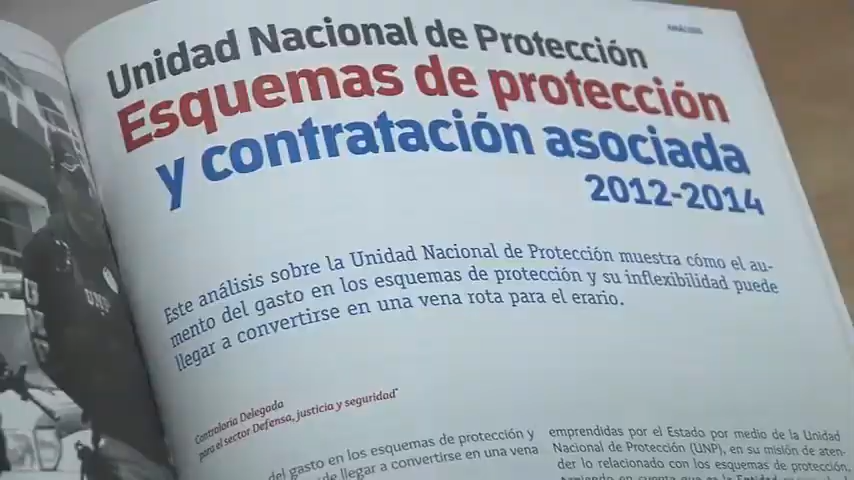 ANÁLISIS
Unidad Nacional de Protección
Esquemas de protección
y contratación asociada
2012-2014
Este análisis sobre la Unidad Nacional de Protección muestra cómo el au-
mento del gasto en los esquemas de protección y su inflexibilidad puede
llegar a convertirse en una vena rota para el erario.
Contraloría Delegada
para el sector Defensa, justicia y seguridad*
del gasto en los esquemas de protección y
de llegar a convertirse en una vena
emprendidas por el Estado por medio de la Unidad
Nacional de Protección (UNP), en su misión de aten-
der lo relacionado con los esquemas de protección,
UNP